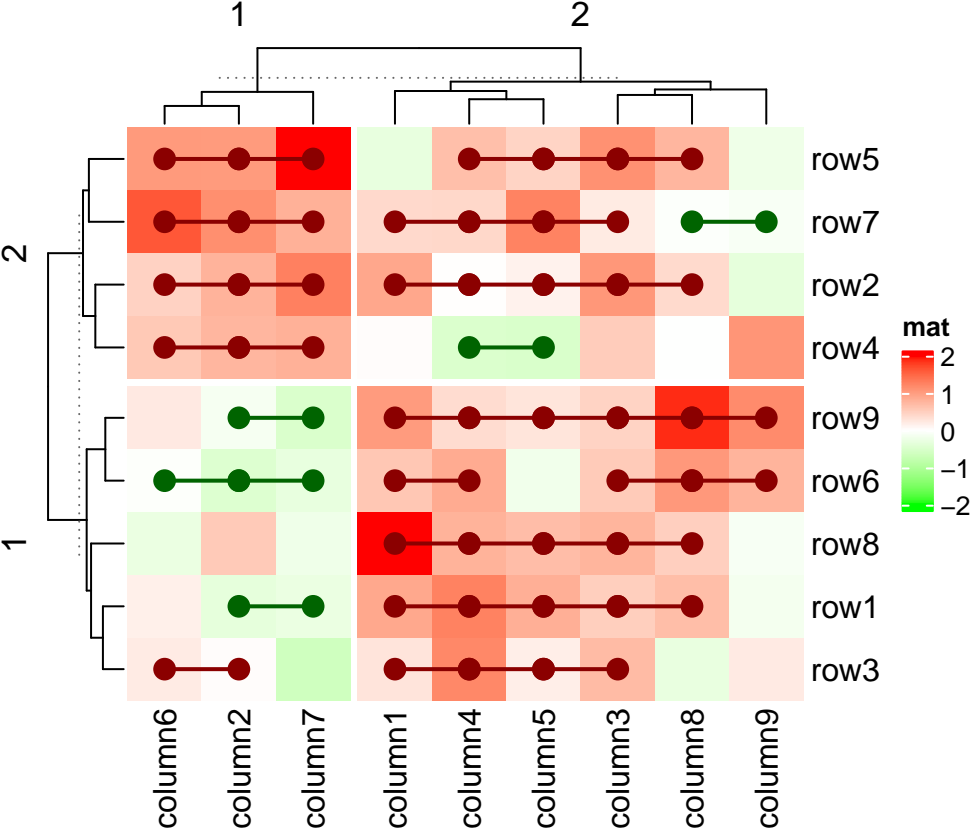 1 2
row5
row7
2
row2
row4
row9
row6
1
row8
row1
row3
column6
column2
column7
column1
column4
column5
column3
column8
column9
mat
2
1
0
−1
−2